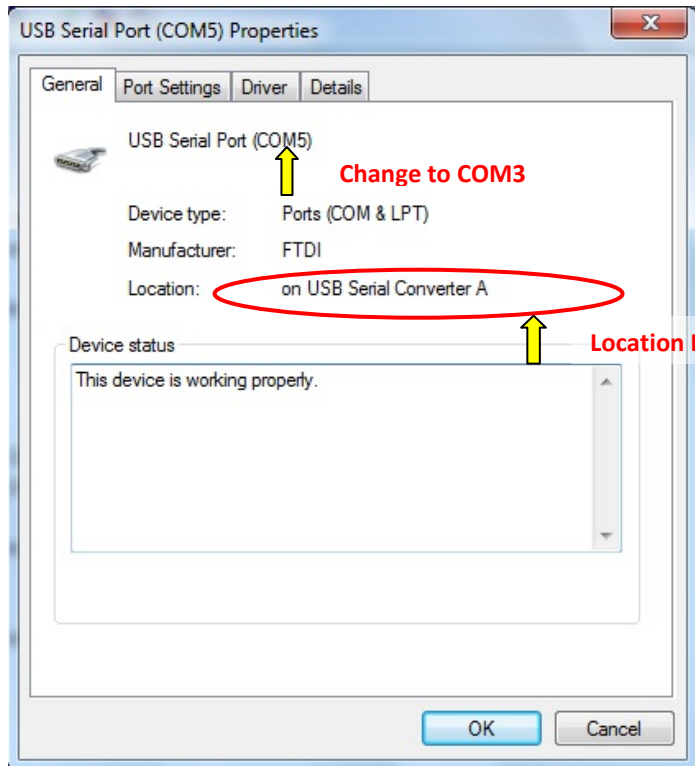 USB Serial Port (COM5) Properties
General Port Settings Driver Details
USB Serial Port (COM5)
Change to COM3
Device type: Ports (COM & LPT)
Manufacturer: FTDI
Location: on USB Serial Converter A
Location
Device status
This device is working properly.
OK Cancel